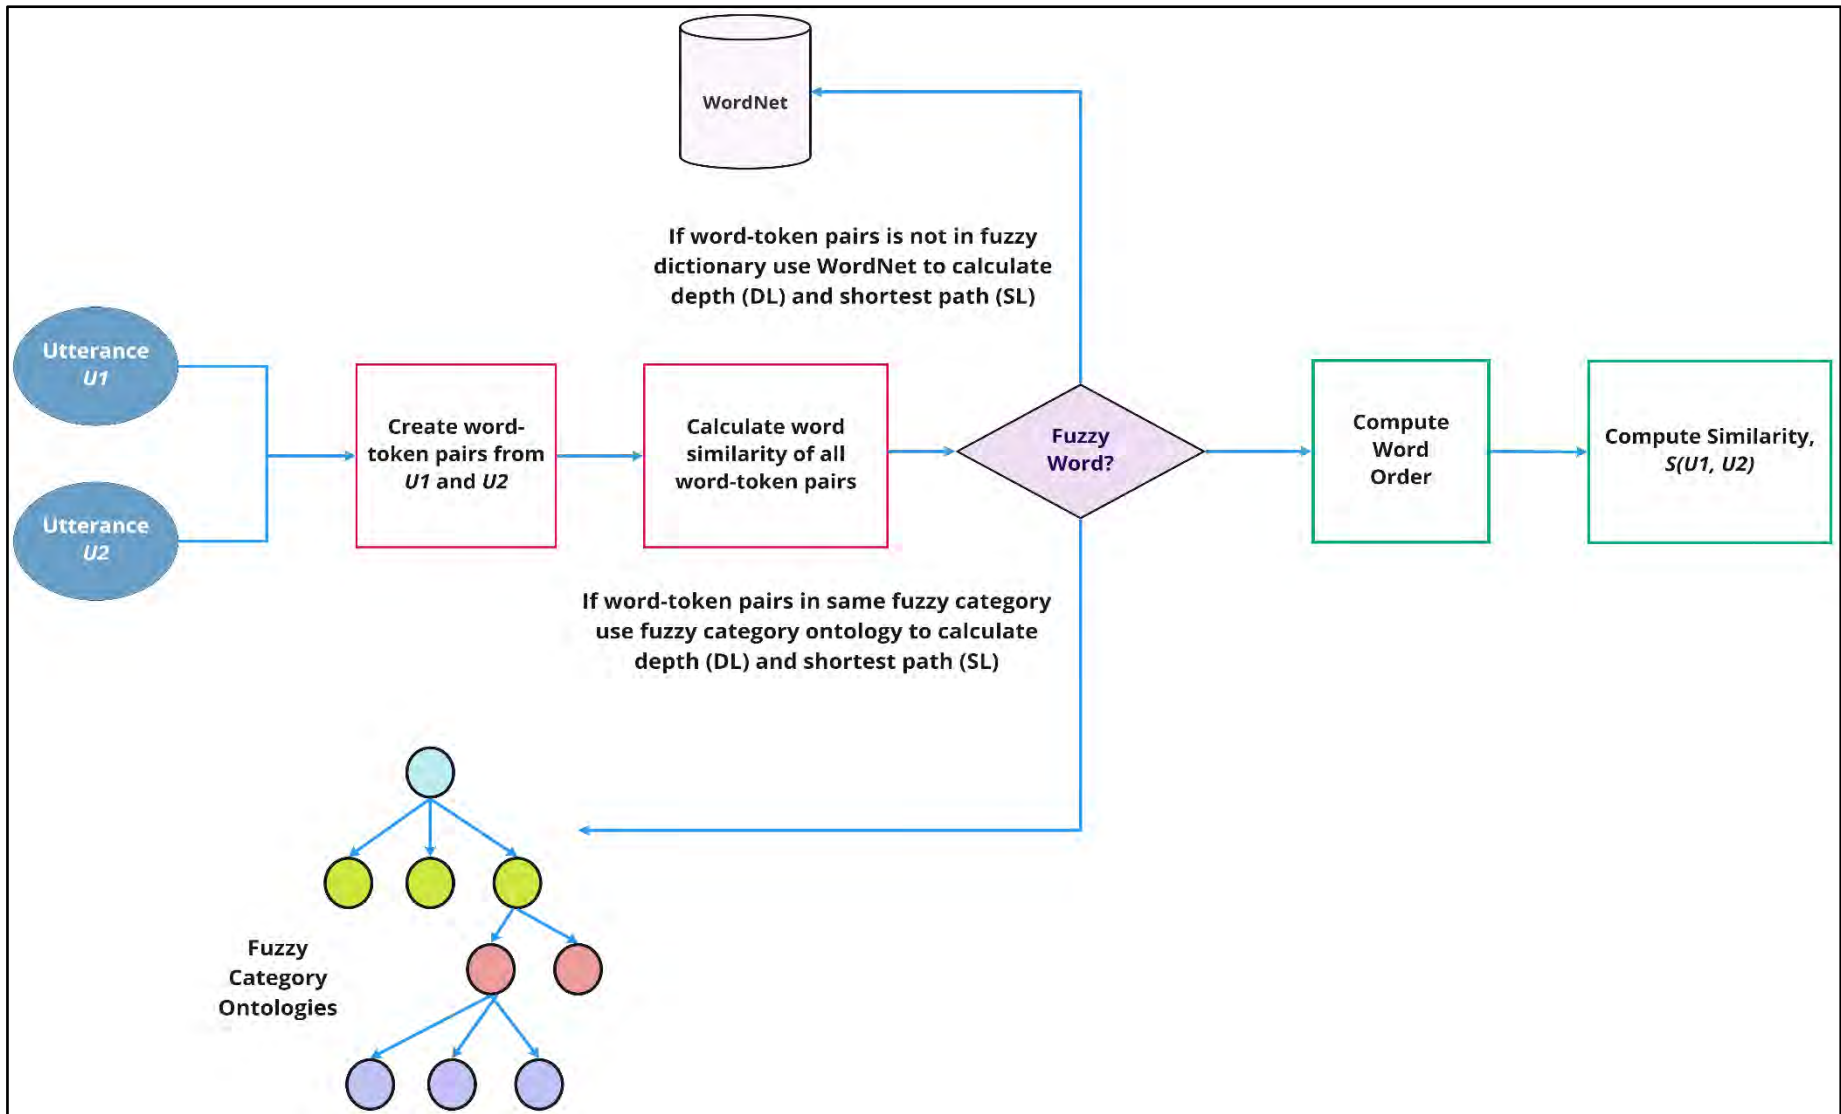 WordNet
If word-token pairs is not in fuzzy
dictionary use WordNet to calculate
depth (DL) and shortest path (SL)
Utterance
U1
Utterance
U2
Create word-
token pairs from
U1 and U2
Calculate word
similarity of all
word-token pairs
Fuzzy
Word?
Compute
Word
Order
Compute Similarity,
S(U1, U2)
If word-token pairs in same fuzzy category
use fuzzy category ontology to calculate
depth (DL) and shortest path (SL)
Fuzzy
Category
Ontologies